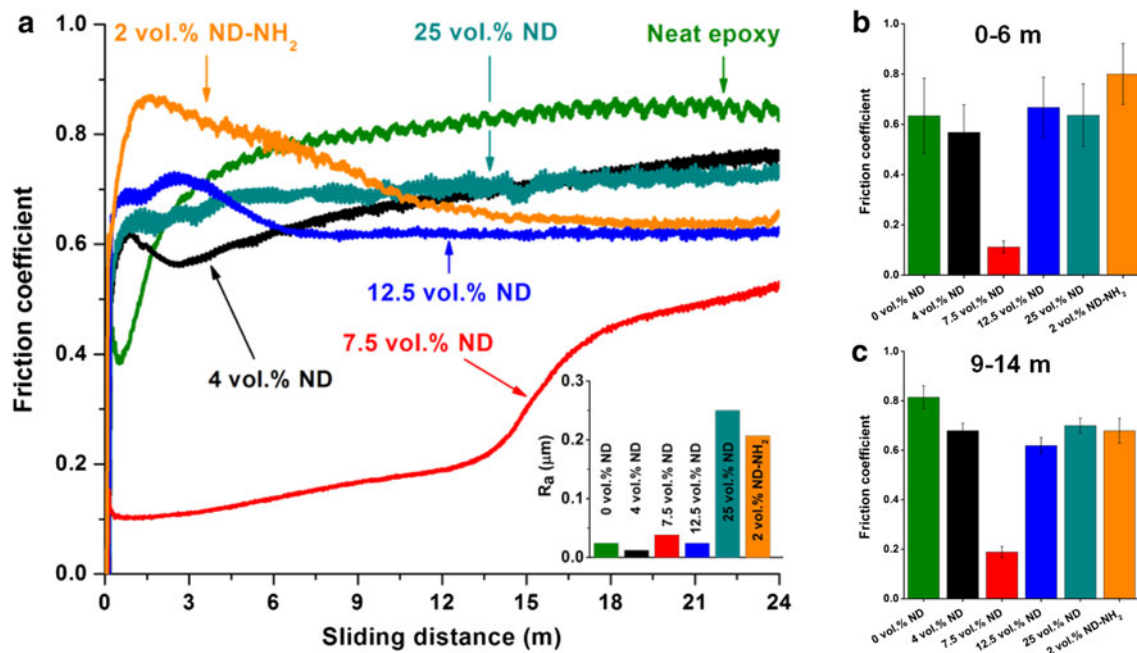 a
2 vol.% ND-NH₂
25 vol.% ND
Neat epoxy
12.5 vol.% ND
7.5 vol.% ND
4 vol.% ND
Friction coefficient
1.0
0.8
0.6
0.4
0.2
0.0
0
3
6
9
12
15
18
21
24
Sliding distance (m)
Rₐ (μm)
0.3
0.2
0.1
0.0
0 vol.% ND
4 vol.% ND
7.5 vol.% ND
12.5 vol.% ND
25 vol.% ND
2 vol.% ND-NH₂
b
0-6 m
Friction coefficient
1.0
0.8
0.6
0.4
0.2
0.0
0 vol.% ND
4 vol.% ND
7.5 vol.% ND
12.5 vol.% ND
25 vol.% ND
2 vol.% ND-NH₂
c
9-14 m
Friction coefficient
1.0
0.8
0.6
0.4
0.2
0.0
0 vol.% ND
4 vol.% ND
7.5 vol.% ND
12.5 vol.% ND
25 vol.% ND
2 vol.% ND-NH₂